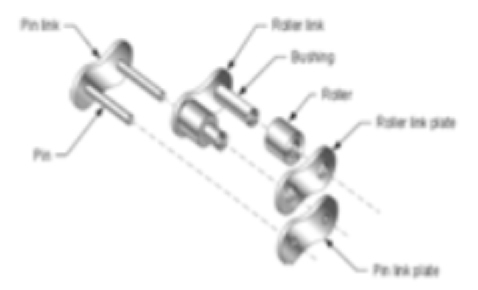 Pin link
Roller link
Bushing
Roller
Roller link plate
Pin
Pin link plate